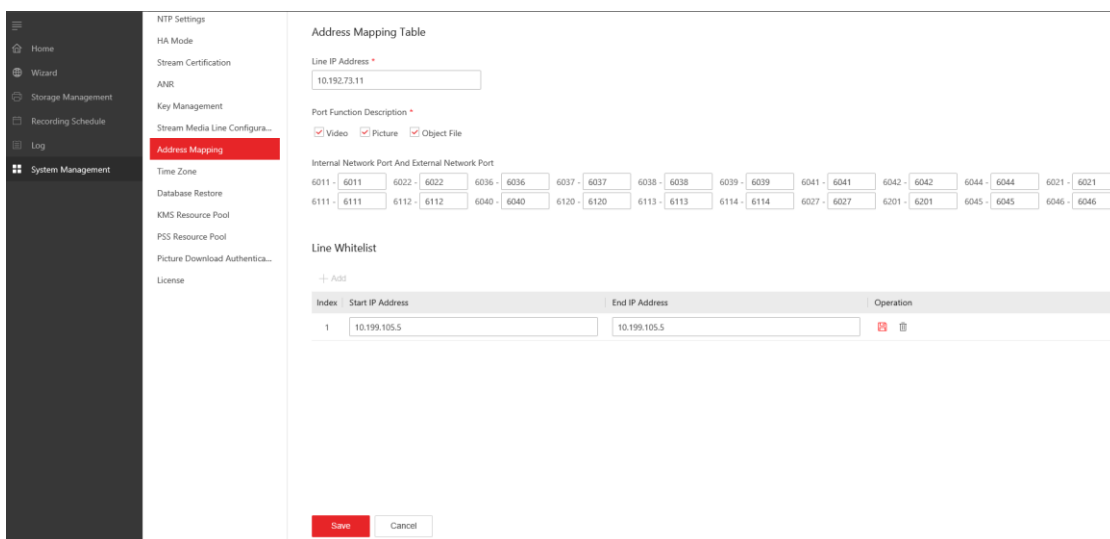 Home
Wizard
Storage Management
Recording Schedule
Log
System Management
NTP Settings
HA Mode
Stream Certification
ANR
Key Management
Stream Media Line Configura...
Address Mapping
Time Zone
Database Restore
KMS Resource Pool
PSS Resource Pool
Picture Download Authentica...
License
Address Mapping Table
Line IP Address *
10.192.73.11
Port Function Description *
Video Picture Object File
Internal Network Port And External Network Port
6011 - 6011 6022 - 6022 6036 - 6036 6037 - 6037 6038 - 6038 6039 - 6039 6041 - 6041 6042 - 6042 6044 - 6044 6021 - 6021
6111 - 6111 6112 - 6112 6040 - 6040 6120 - 6120 6113 - 6113 6114 - 6114 6027 - 6027 6201 - 6201 6045 - 6045 6046 - 6046
Line Whitelist
+ Add
Index Start IP Address End IP Address Operation
1 10.199.105.5 10.199.105.5
Save Cancel